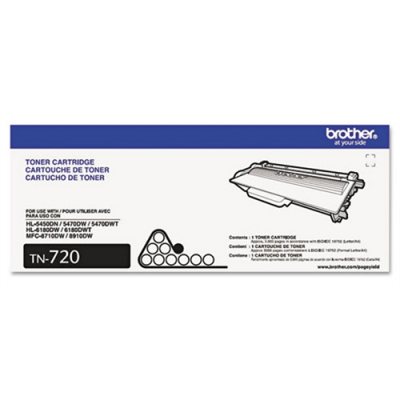 brother
at your side
TONER CARTRIDGE
CARTOUCHE DE TONER
CARTUCHO DE TONER
FOR USE WITH / POUR UTILISER AVEC
PARA USO CON
HL-5450DN / 5470DW / 5470DWT
HL-6180DW / 6180DWT
MFC-8710DW / 8910DW
TN-720
Contents: 1 TONER CARTRIDGE
Contenu: 1 CARTOUCHE DE TONER
Contiene: 1 CARTUCHO DE TONER
www.brother.com/pageyield